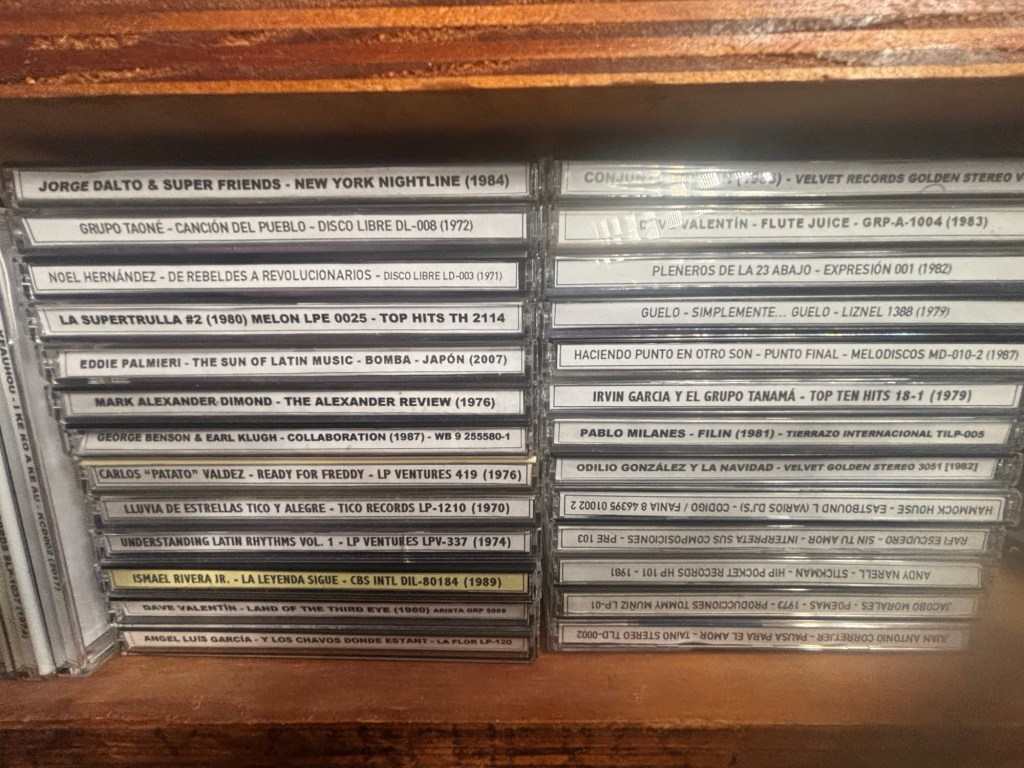 JORGE DALTO & SUPER FRIENDS - NEW YORK NIGHTLINE (1984)
GRUPO TAONÉ - CANCIÓN DEL PUEBLO - DISCO LIBRE DL-008 (1972)
NOEL HERNÁNDEZ - DE REBELDES A REVOLUCIONARIOS - DISCO LIBRE LD-003 (1971)
LA SUPERTRULLA #2 (1980) MELON LPE 0025 - TOP HITS TH 2114
EDDIE PALMIERI - THE SUN OF LATIN MUSIC - BOMBA - JAPÓN (2007)
MARK ALEXANDER DIMOND - THE ALEXANDER REVIEW (1976)
GEORGE BENSON & EARL KLUGH - COLLABORATION (1987) - WB 9 255580-1
CARLOS "PATATO" VALDEZ - READY FOR FREDDY - LP VENTURES 419 (1976)
LLUVIA DE ESTRELLAS TICO Y ALEGRE - TICO RECORDS LP-1210 (1970)
UNDERSTANDING LATIN RHYTHMS VOL. 1 - LP VENTURES LPV-337 (1974)
ISMAEL RIVERA JR. - LA LEYENDA SIGUE - CBS INTL DIL-80184 (1989)
DAVE VALENTÍN - LAND OF THE THIRD EYE (1980) ARISTA GRP 5009
ANGEL LUIS GARCÍA - Y LOS CHAVOS DONDE ESTANT - LA FLOR LP-120
- VELVET RECORDS GOLDEN STEREO
VALENTÍN - FLUTE JUICE - GRP-A-1004 (1983)
PLENEROS DE LA 23 ABAJO - EXPRESIÓN 001 (1982)
GUELO - SIMPLEMENTE... GUELO - LIZNEL 1388 (1979)
HACIENDO PUNTO EN OTRO SON - PUNTO FINAL - MELODISCOS MD-010-2 (1987)
IRVIN GARCIA Y EL GRUPO TANAMÁ - TOP TEN HITS 18-1 (1979)
PABLO MILANES - FILIN (1981) - TIERRAZO INTERNACIONAL TILP-005
ODILIO GONZÁLEZ Y LA NAVIDAD - VELVET GOLDEN STEREO 3051 [1982]
HAMMOCK HOUSE - EASTBOUND L (VARIOS DJ'S) - CODIGO / FANIA 8 46395 01002 2
RAFI ESCUDERO - SIN TU AMOR - INTERPRETA SUS COMPOSICIONES - PRE 103
ANDY NARELL - STICKMAN - HIP POCKET RECORDS HP 101 - 1981
JACOBO MORALES - POEMAS - 1973 - PRODUCCIONES TOMMY MUÑIZ LP-01
JUAN ANTONIO CORRETJER - PAUSA PARA EL AMOR - TAINO STEREO TLD-0002